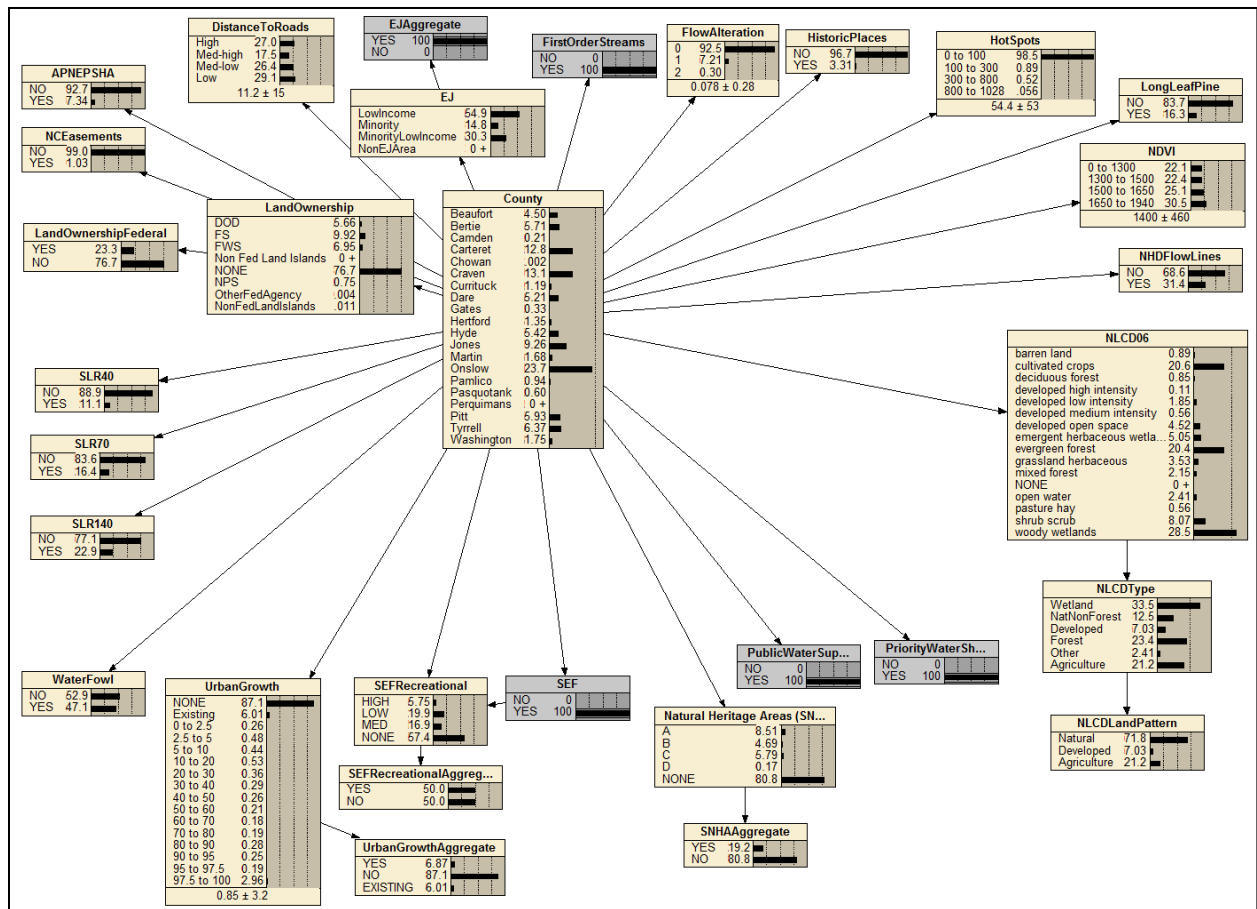 DistanceToRoads
High 27.0
Med-high 17.5
Med-low 26.4
Low 29.1
11.2 ± 15
EJAggregate
YES 100
NO 0
FirstOrderStreams
NO 0
YES 100
FlowAlteration
0 92.5
1 7.21
2 0.30
0.078 ± 0.28
HistoricPlaces
NO 96.7
YES 3.31
HotSpots
0 to 100 98.5
100 to 300 0.89
300 to 800 0.52
800 to 1028 .056
54.4 ± 53
APNEPSHA
NO 92.7
YES 7.34
EJ
LowIncome 54.9
Minority 14.8
MinorityLowIncome 30.3
NonEJArea 0 +
LongLeafPine
NO 83.7
YES 16.3
NCEasements
NO 99.0
YES 1.03
NDVI
0 to 1300 22.1
1300 to 1500 22.4
1500 to 1650 25.1
1650 to 1940 30.5
1400 ± 460
LandOwnership
DOD 5.66
FS 9.92
FWS 6.95
Non Fed Land Islands 0 +
NONE 76.7
NPS 0.75
OtherFedAgency .004
NonFedLandIslands .011
County
Beaufort 4.50
Bertie 5.71
Camden 0.21
Carteret 12.8
Chowan .002
Craven 13.1
Currituck 1.19
Dare 5.21
Gates 0.33
Hertford 1.35
Hyde 5.42
Jones 9.26
Martin 1.68
Onslow 23.7
Pamlico 0.94
Pasquotank 0.60
Perquimans 0 +
Pitt 5.93
Tyrrell 6.37
Washington 1.75
LandOwnershipFederal
YES 23.3
NO 76.7
NHDFlowLines
NO 68.6
YES 31.4
NLCD06
barren land 0.89
cultivated crops 20.6
deciduous forest 0.85
developed high intensity 0.11
developed low intensity 1.85
developed medium intensity 0.56
developed open space 4.52
emergent herbaceous wetla... 5.05
evergreen forest 20.4
grassland herbaceous 3.53
mixed forest 2.15
NONE 0 +
open water 2.41
pasture hay 0.56
shrub scrub 8.07
woody wetlands 28.5
SLR40
NO 88.9
YES 11.1
SLR70
NO 83.6
YES 16.4
SLR140
NO 77.1
YES 22.9
NLCDType
Wetland 33.5
NatNonForest 12.5
Developed 7.03
Forest 23.4
Other 2.41
Agriculture 21.2
PublicWaterSup...
NO 0
YES 100
PriorityWaterSh...
NO 0
YES 100
WaterFowl
NO 52.9
YES 47.1
UrbanGrowth
NONE 87.1
Existing 6.01
0 to 2.5 0.26
2.5 to 5 0.48
5 to 10 0.44
10 to 20 0.53
20 to 30 0.36
30 to 40 0.29
40 to 50 0.26
50 to 60 0.21
60 to 70 0.18
70 to 80 0.19
80 to 90 0.28
90 to 95 0.25
95 to 97.5 0.19
97.5 to 100 2.96
0.85 ± 3.2
SEFRecreational
HIGH 5.75
LOW 19.9
MED 16.9
NONE 57.4
SEF
NO 0
YES 100
Natural Heritage Areas (SN...
A 8.51
B 4.69
C 5.79
D 0.17
NONE 80.8
NLCDLandPattern
Natural 71.8
Developed 7.03
Agriculture 21.2
SEFRecreationalAggreg...
YES 50.0
NO 50.0
SNHAAggregate
YES 19.2
NO 80.8
UrbanGrowthAggregate
YES 6.87
NO 87.1
EXISTING 6.01